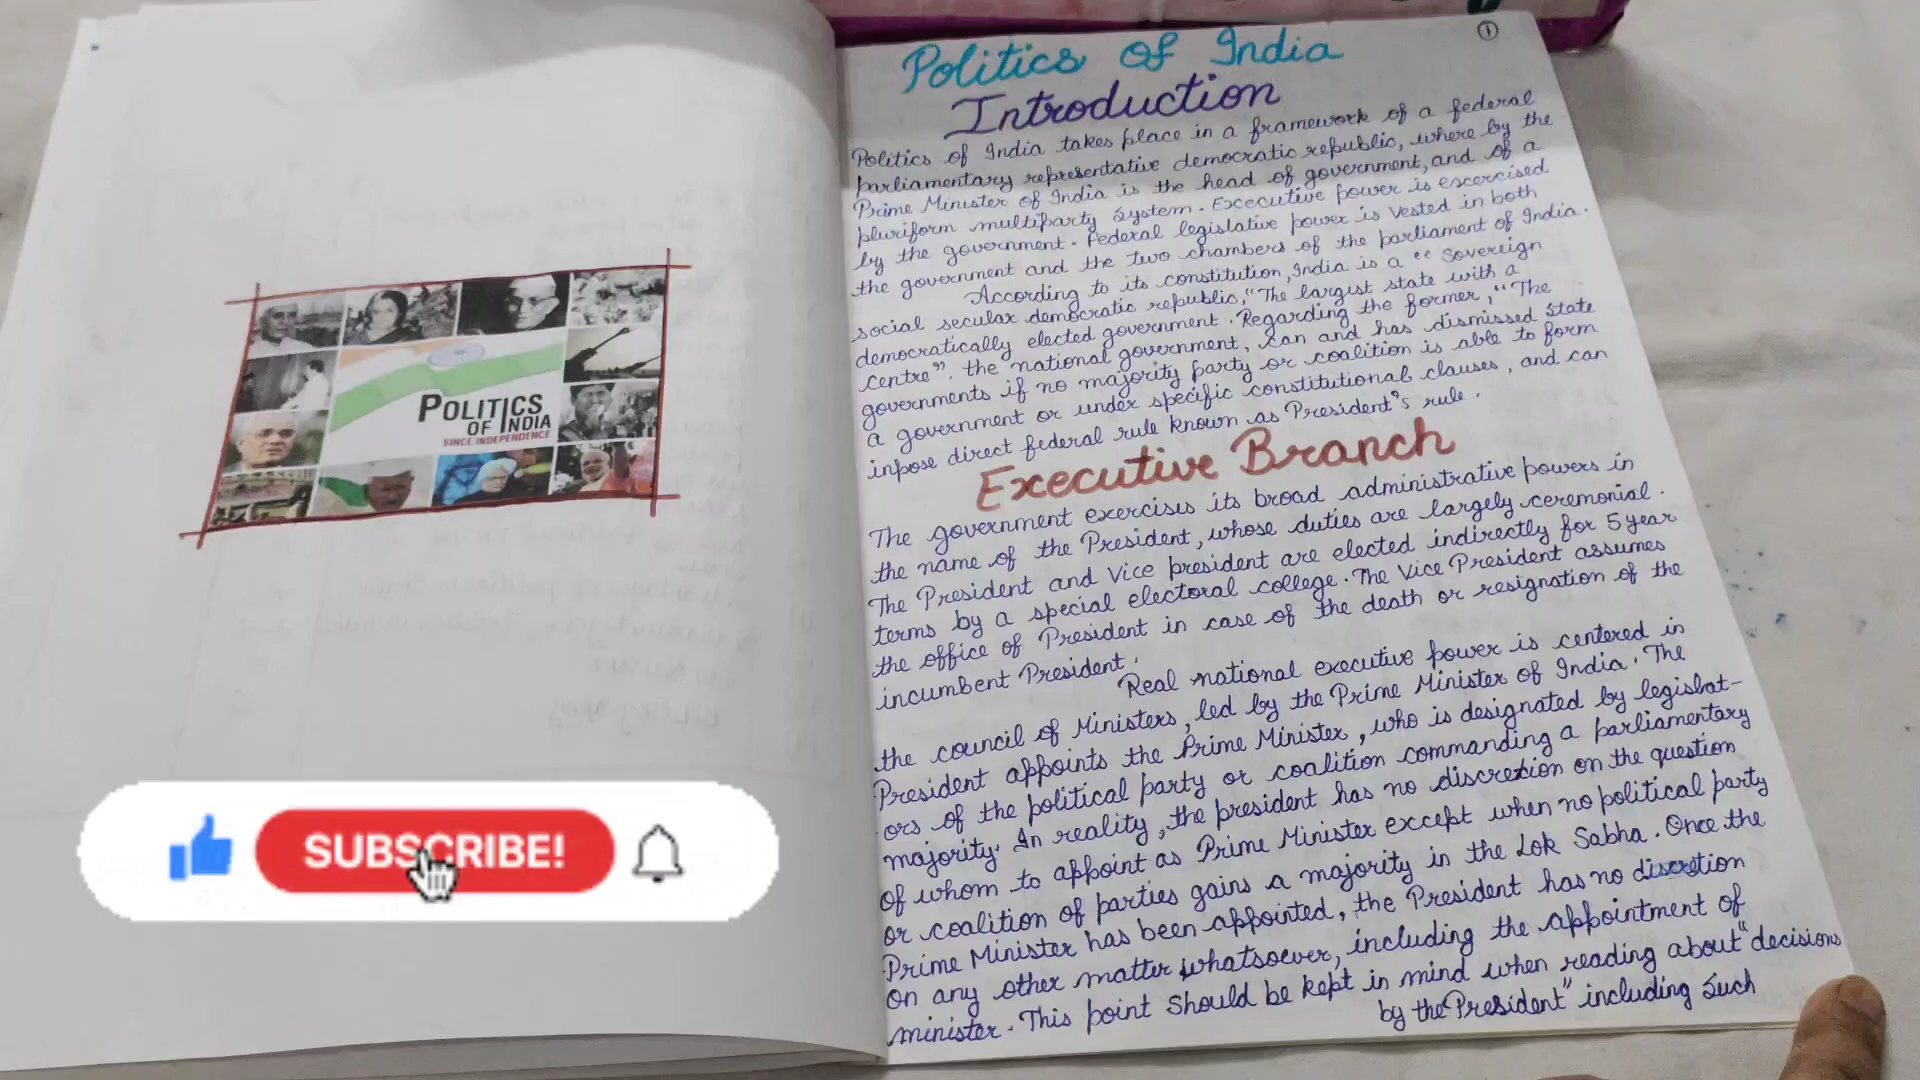 POLITICS
OF INDIA
SINCE INDEPENDENCE
SUBSCRIBE!
1
Politics of India
Introduction
Politics of India takes place in a framework of a federal
parliamentary representative democratic republic, where by the
Prime Minister of India is the head of government, and of a
pluriform multiparty system. Executive power is excercised
by the government. Federal legislative power is vested in both
the government and the two chambers of the parliament of India.
According to its constitution, India is a "Sovereign
social secular democratic republic," The largest state with a
democratically elected government. Regarding the former, "The
centre". the national government, can and has dismissed state
governments if no majority party or coalition is able to form
a government or under specific constitutional clauses, and can
inpose direct federal rule known as President's rule.
Executive Branch
The government exercises its broad administrative powers in
the name of the President, whose duties are largely ceremonial.
The President and Vice president are elected indirectly for 5 year
terms by a special electoral college. The Vice President assumes
the office of President in case of the death or resignation of the
incumbent President.
Real national executive power is centered in
the council of Ministers, led by the Prime Minister of India. The
President appoints the Prime Minister, who is designated by legislat-
ors of the political party or coalition commanding a parliamentary
majority. In reality, the president has no discretion on the question
of whom to appoint as Prime Minister except when no political party
or coalition of parties gains a majority in the Lok Sabha. Once the
Prime Minister has been appointed, the President has no discretion
on any other matter whatsoever, including the appointment of
minister. This point should be kept in mind when reading about "decisions
by the President" including such